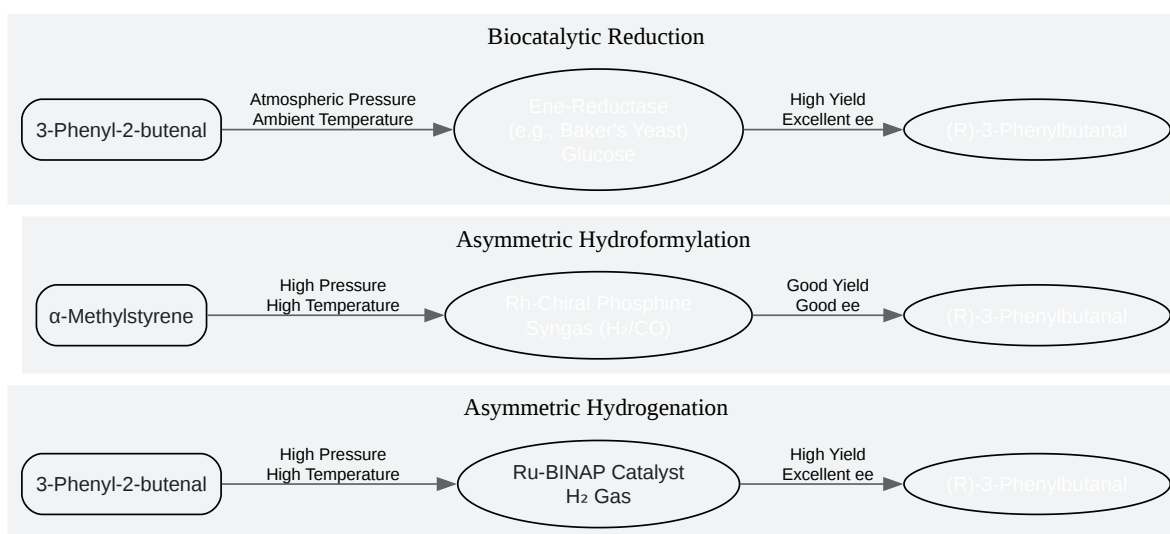 Biocatalytic Reduction
3-Phenyl-2-butenal
Atmospheric Pressure
Ambient Temperature
Ene-Reductase
(e.g., Baker's Yeast)
Glucose
High Yield
Excellent ee
(R)-3-Phenylbutanal
Asymmetric Hydroformylation
α-Methylstyrene
High Pressure
High Temperature
Rh-Chiral Phosphine
Syngas (H₂/CO)
Good Yield
Good ee
(R)-3-Phenylbutanal
Asymmetric Hydrogenation
3-Phenyl-2-butenal
High Pressure
High Temperature
Ru-BINAP Catalyst
H₂ Gas
High Yield
Excellent ee
(R)-3-Phenylbutanal